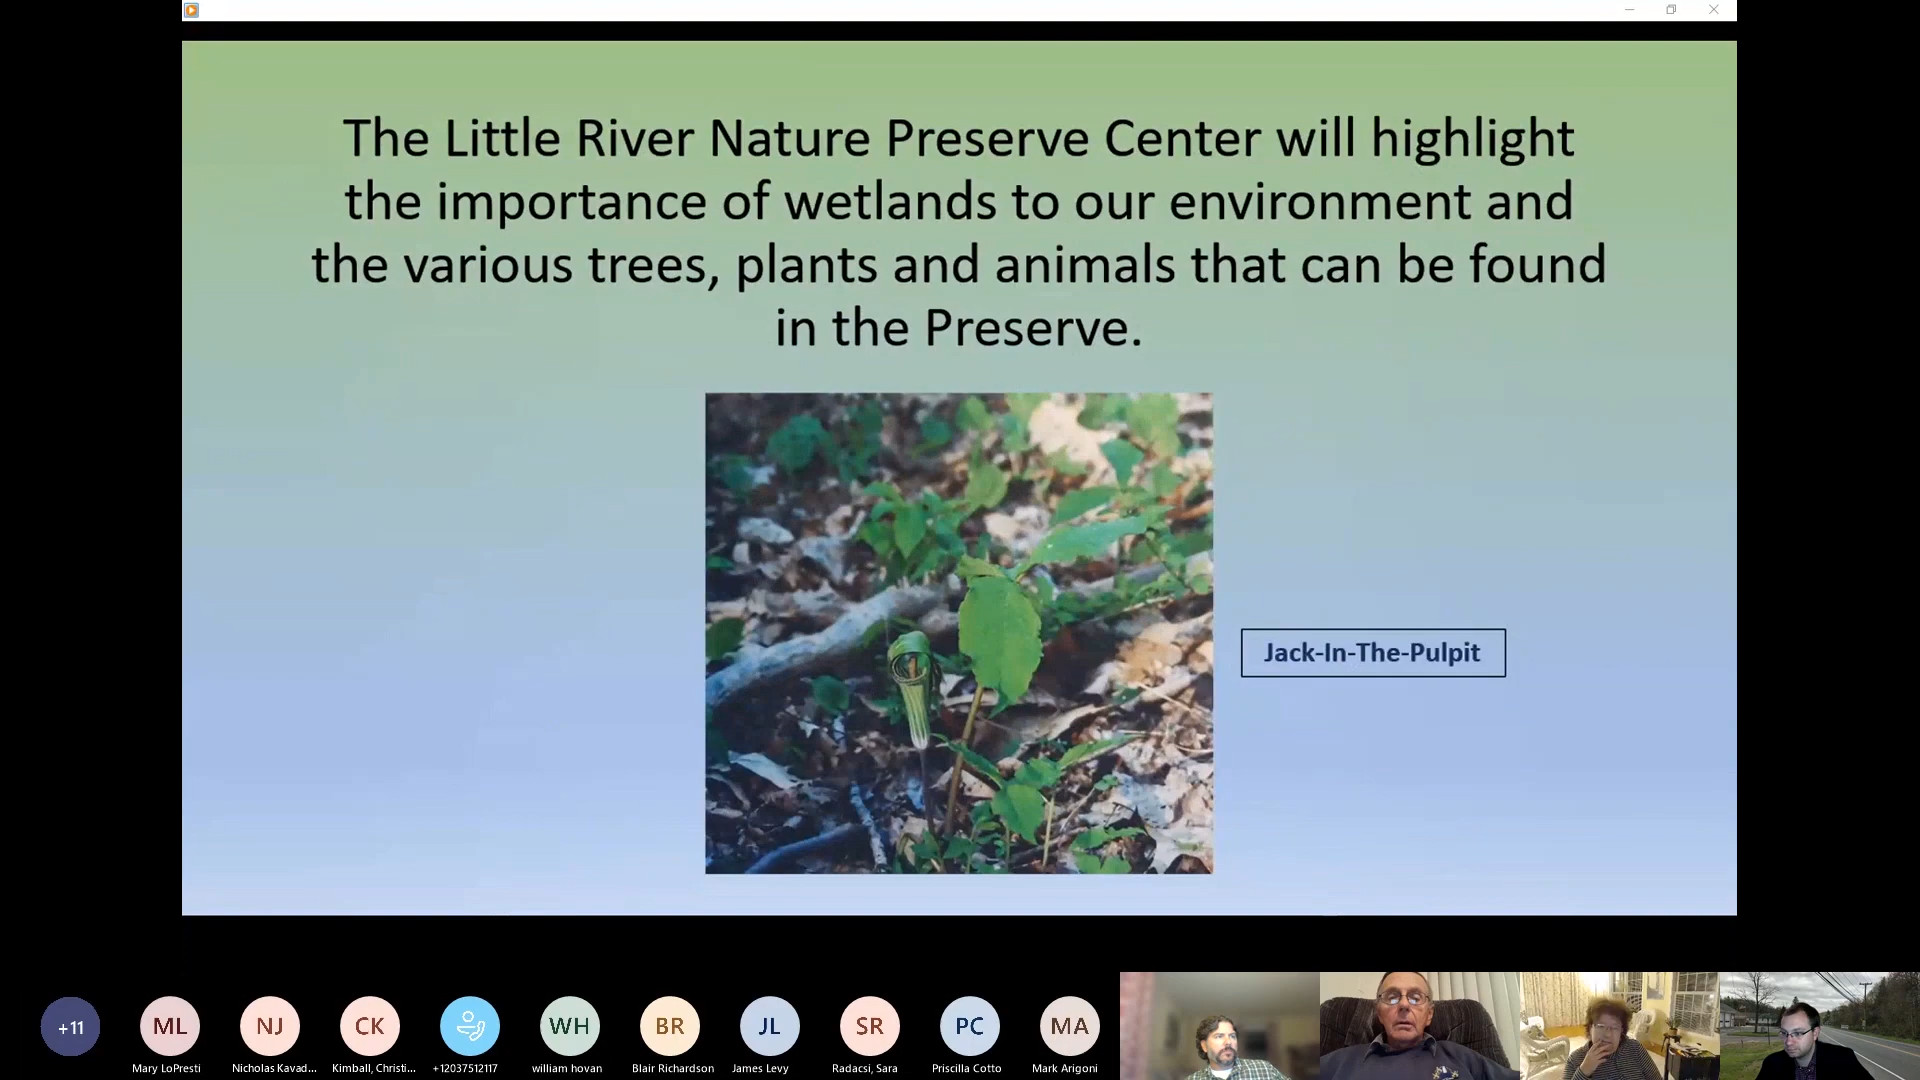 The Little River Nature Preserve Center will highlight
the importance of wetlands to our environment and
the various trees, plants and animals that can be found
in the Preserve.
Jack-In-The-Pulpit
+11
ML
NJ
CK
WH
BR
JL
SR
PC
MA
Mary LoPresti
Nicholas Kavad...
Kimball, Christi...
+12037512117
william hovan
Blair Richardson
James Levy
Radacsi, Sara
Priscilla Cotto
Mark Arigoni